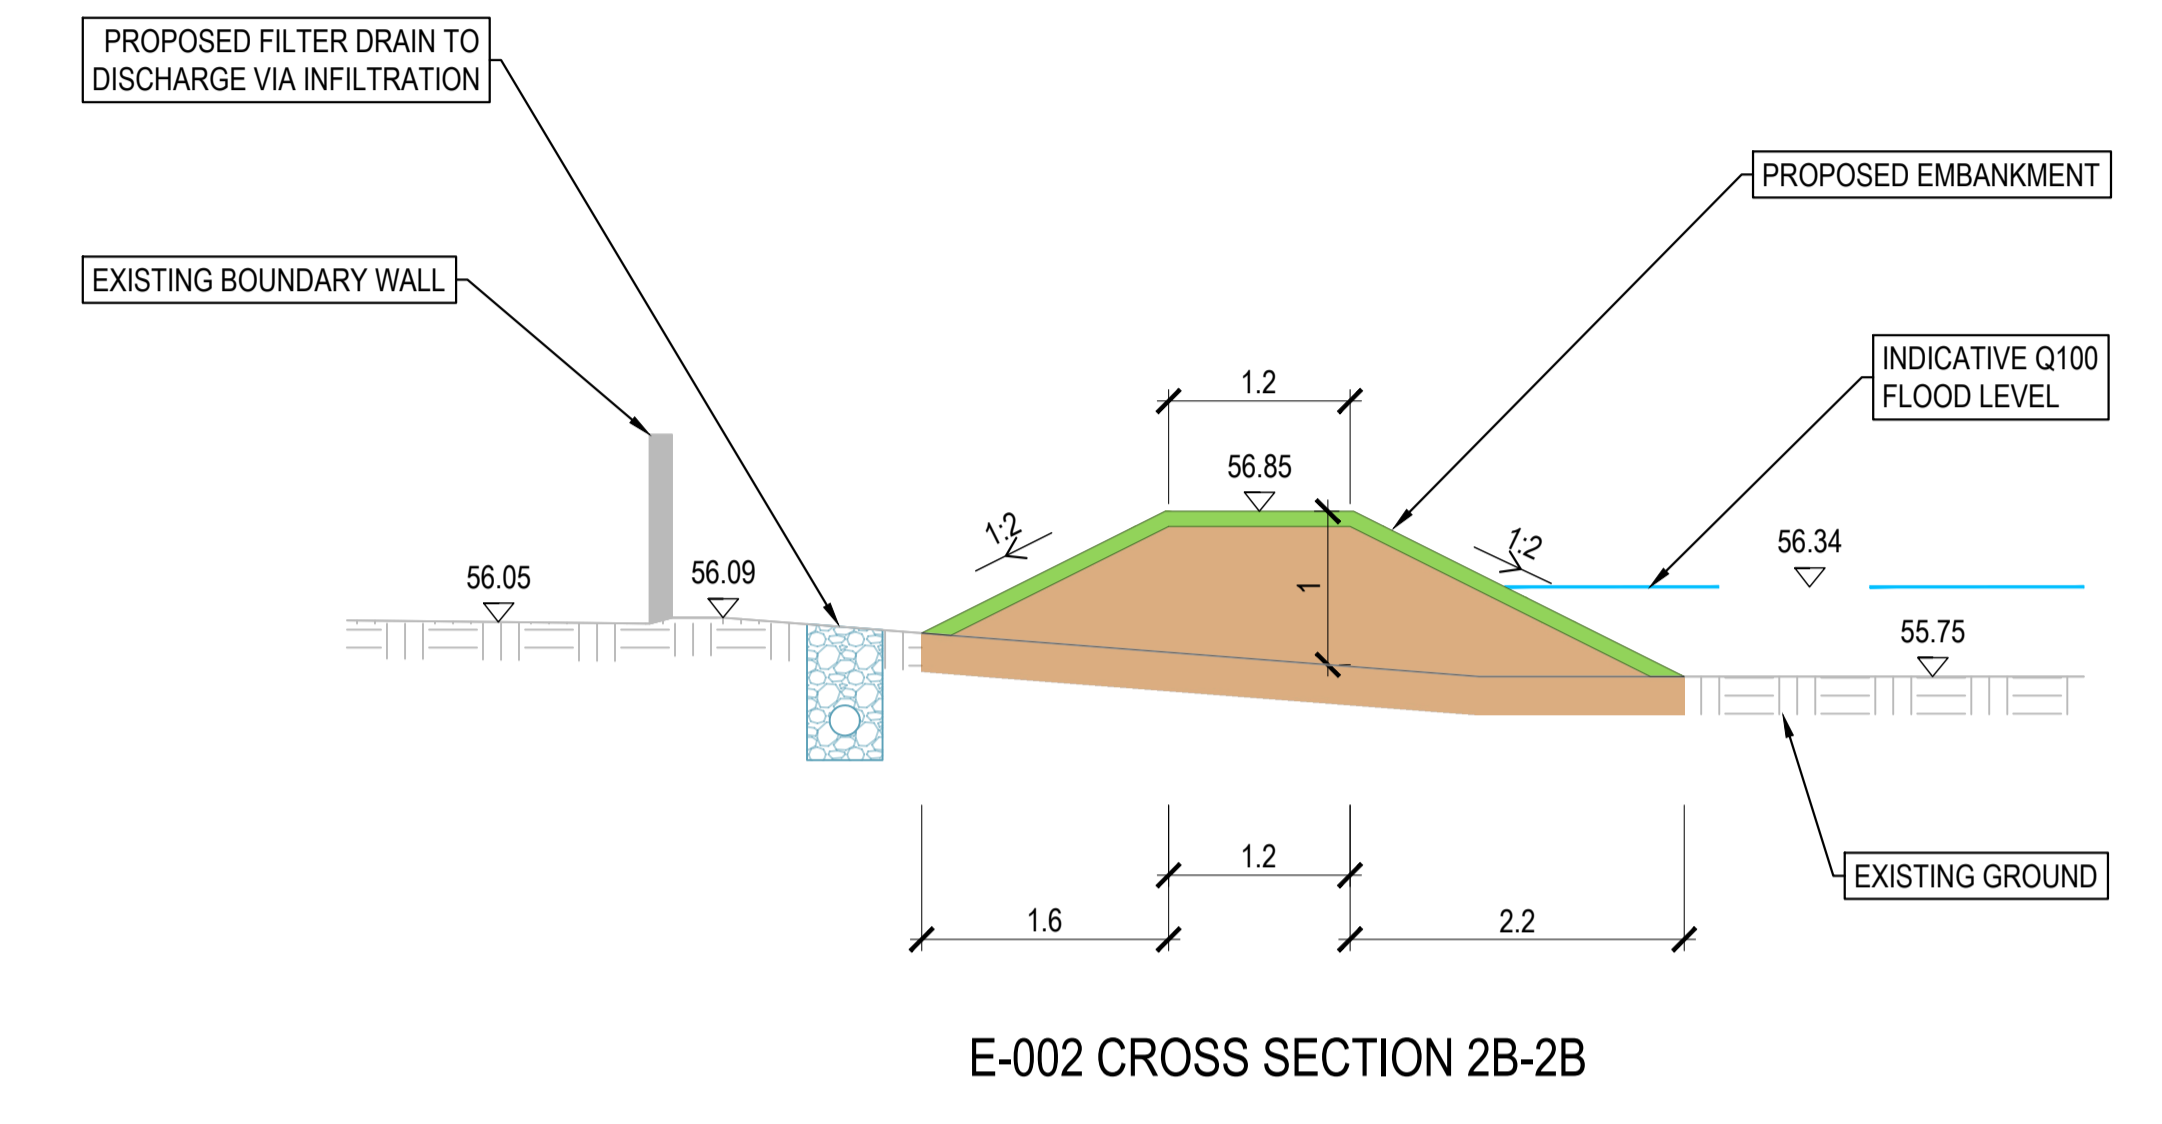 PROPOSED FILTER DRAIN TO
DISCHARGE VIA INFILTRATION
PROPOSED EMBANKMENT
EXISTING BOUNDARY WALL
INDICATIVE Q100
FLOOD LEVEL
1.2
56.85
1:2
1:2
56.34
56.05
56.09
1
55.75
1.2
EXISTING GROUND
1.6
2.2
E-002 CROSS SECTION 2B-2B